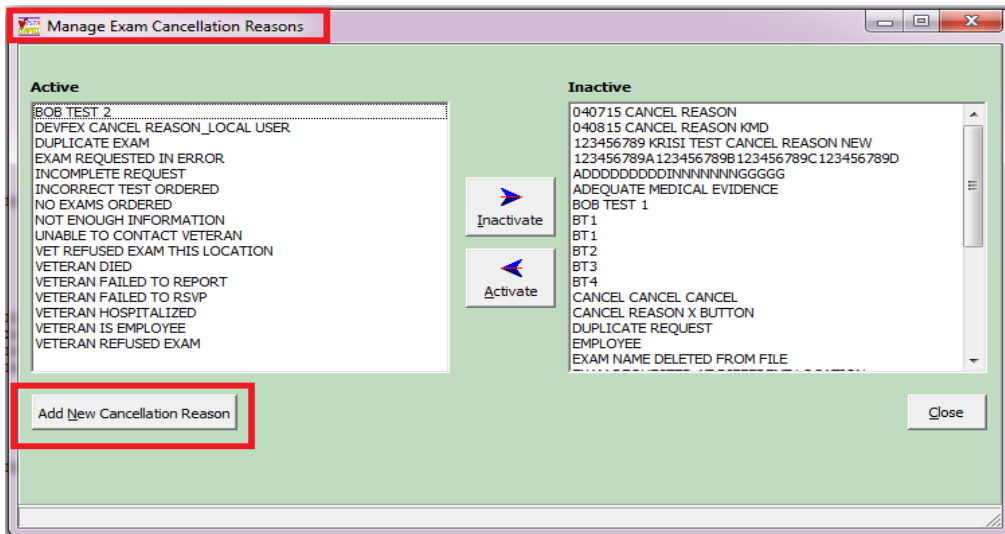 Manage Exam Cancellation Reasons
Active
BOB TEST 2
DEVFEX CANCEL REASON_LOCAL USER
DUPLICATE EXAM
EXAM REQUESTED IN ERROR
INCOMPLETE REQUEST
INCORRECT TEST ORDERED
NO EXAMS ORDERED
NOT ENOUGH INFORMATION
UNABLE TO CONTACT VETERAN
VET REFUSED EXAM THIS LOCATION
VETERAN DIED
VETERAN FAILED TO REPORT
VETERAN FAILED TO RSVP
VETERAN HOSPITALIZED
VETERAN IS EMPLOYEE
VETERAN REFUSED EXAM
Inactivate
Activate
Inactive
040715 CANCEL REASON
040815 CANCEL REASON KMD
123456789 KRISI TEST CANCEL REASON NEW
123456789A123456789B123456789C123456789D
ADDDDDDDDDINNNNNNNGGGGG
ADEQUATE MEDICAL EVIDENCE
BOB TEST 1
BT1
BT1
BT2
BT3
BT4
CANCEL CANCEL CANCEL
CANCEL REASON X BUTTON
DUPLICATE REQUEST
EMPLOYEE
EXAM NAME DELETED FROM FILE
Add New Cancellation Reason
Close